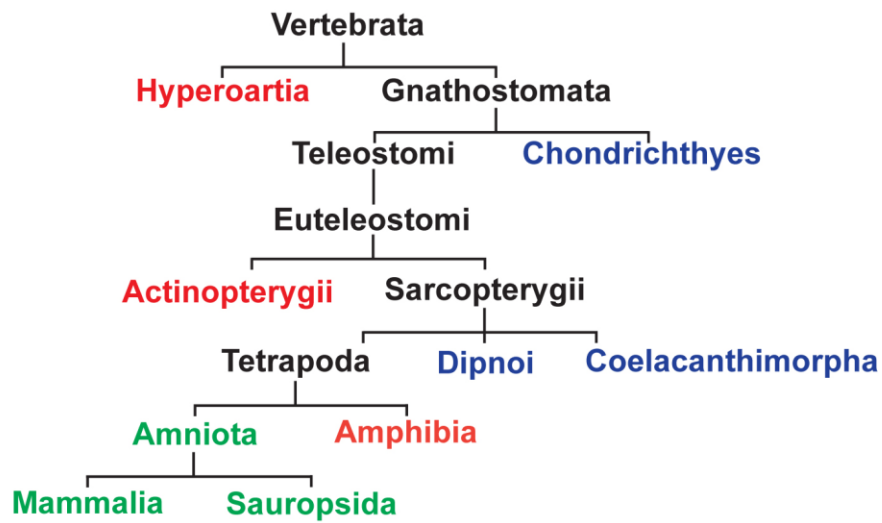 Vertebrata
Hyperoartia Gnathostomata
Teleostomi Chondrichthyes
Euteleostomi
Actinopterygii Sarcopterygii
Tetrapoda Dipnoi Coelacanthimorpha
Amniota Amphibia
Mammalia Sauropsida